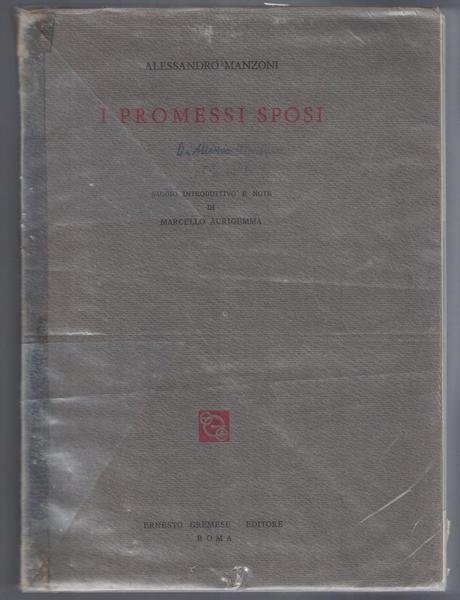 ALESSANDRO MANZONI
I PROMESSI SPOSI
SAGGIO INTRODUTTIVO E NOTE
DI
MARCELLO AURIGEMMA
ERNESTO GREMESE EDITORE
ROMA